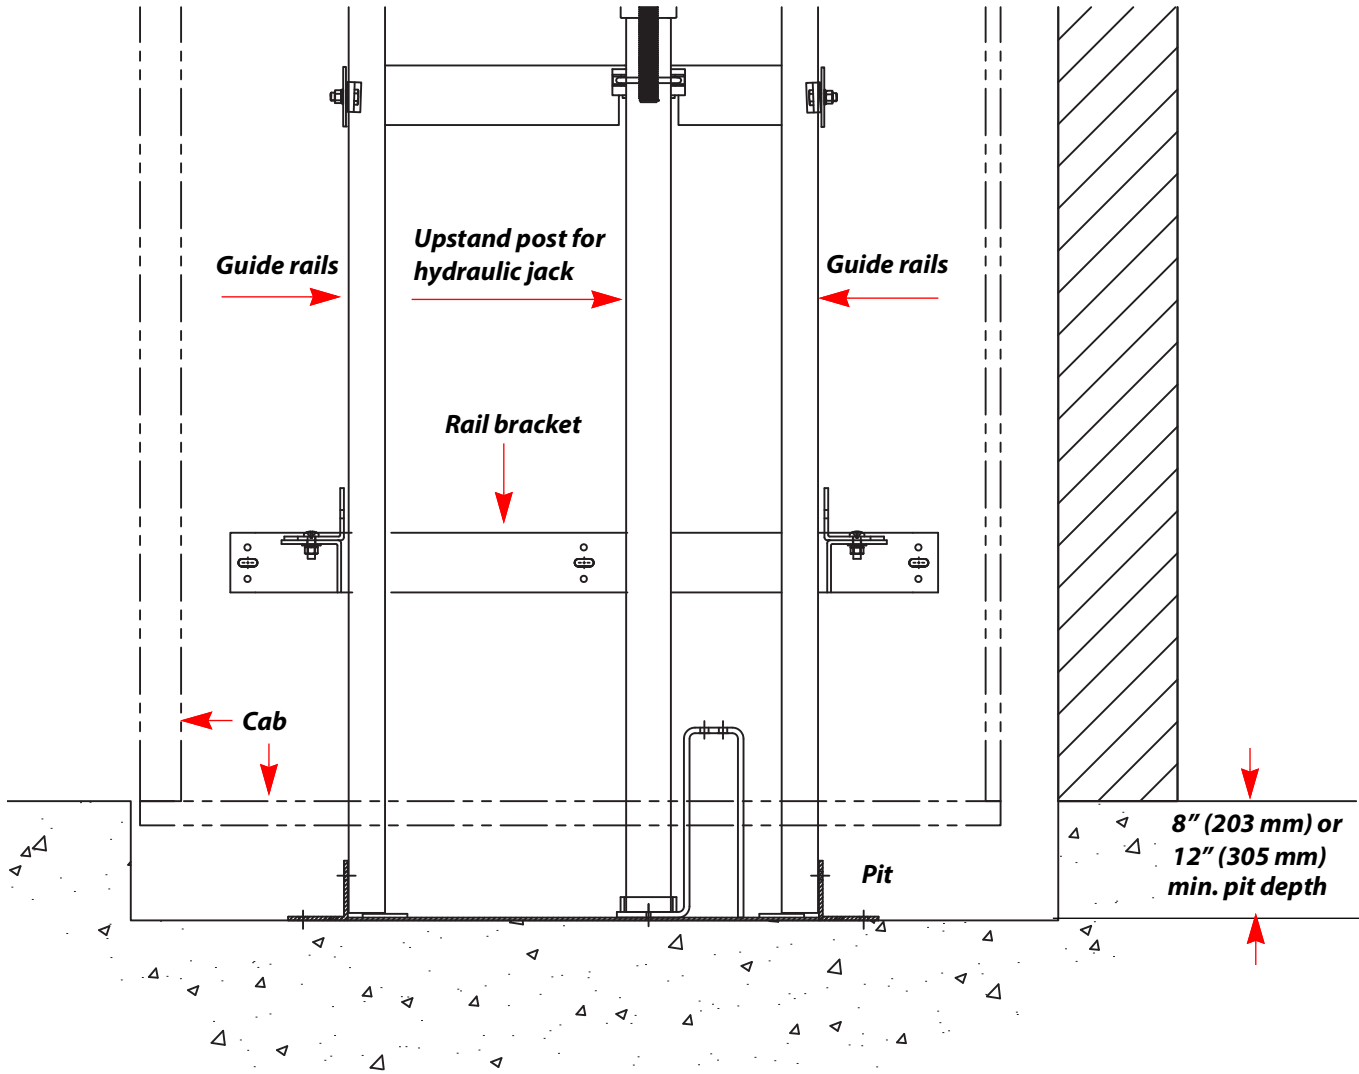 Guide rails
Upstand post for
hydraulic jack
Guide rails
Rail bracket
Cab
8” (203 mm) or
12” (305 mm)
min. pit depth
Pit